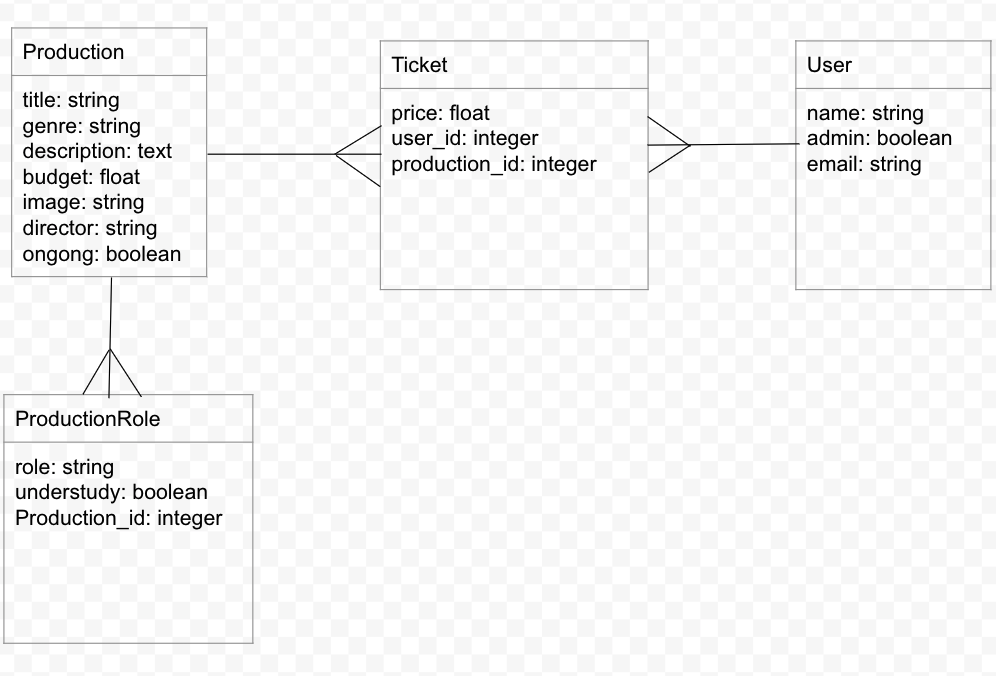 Production
title: string
genre: string
description: text
budget: float
image: string
director: string
ongong: boolean
Ticket
price: float
user_id: integer
production_id: integer
User
name: string
admin: boolean
email: string
ProductionRole
role: string
understudy: boolean
Production_id: integer